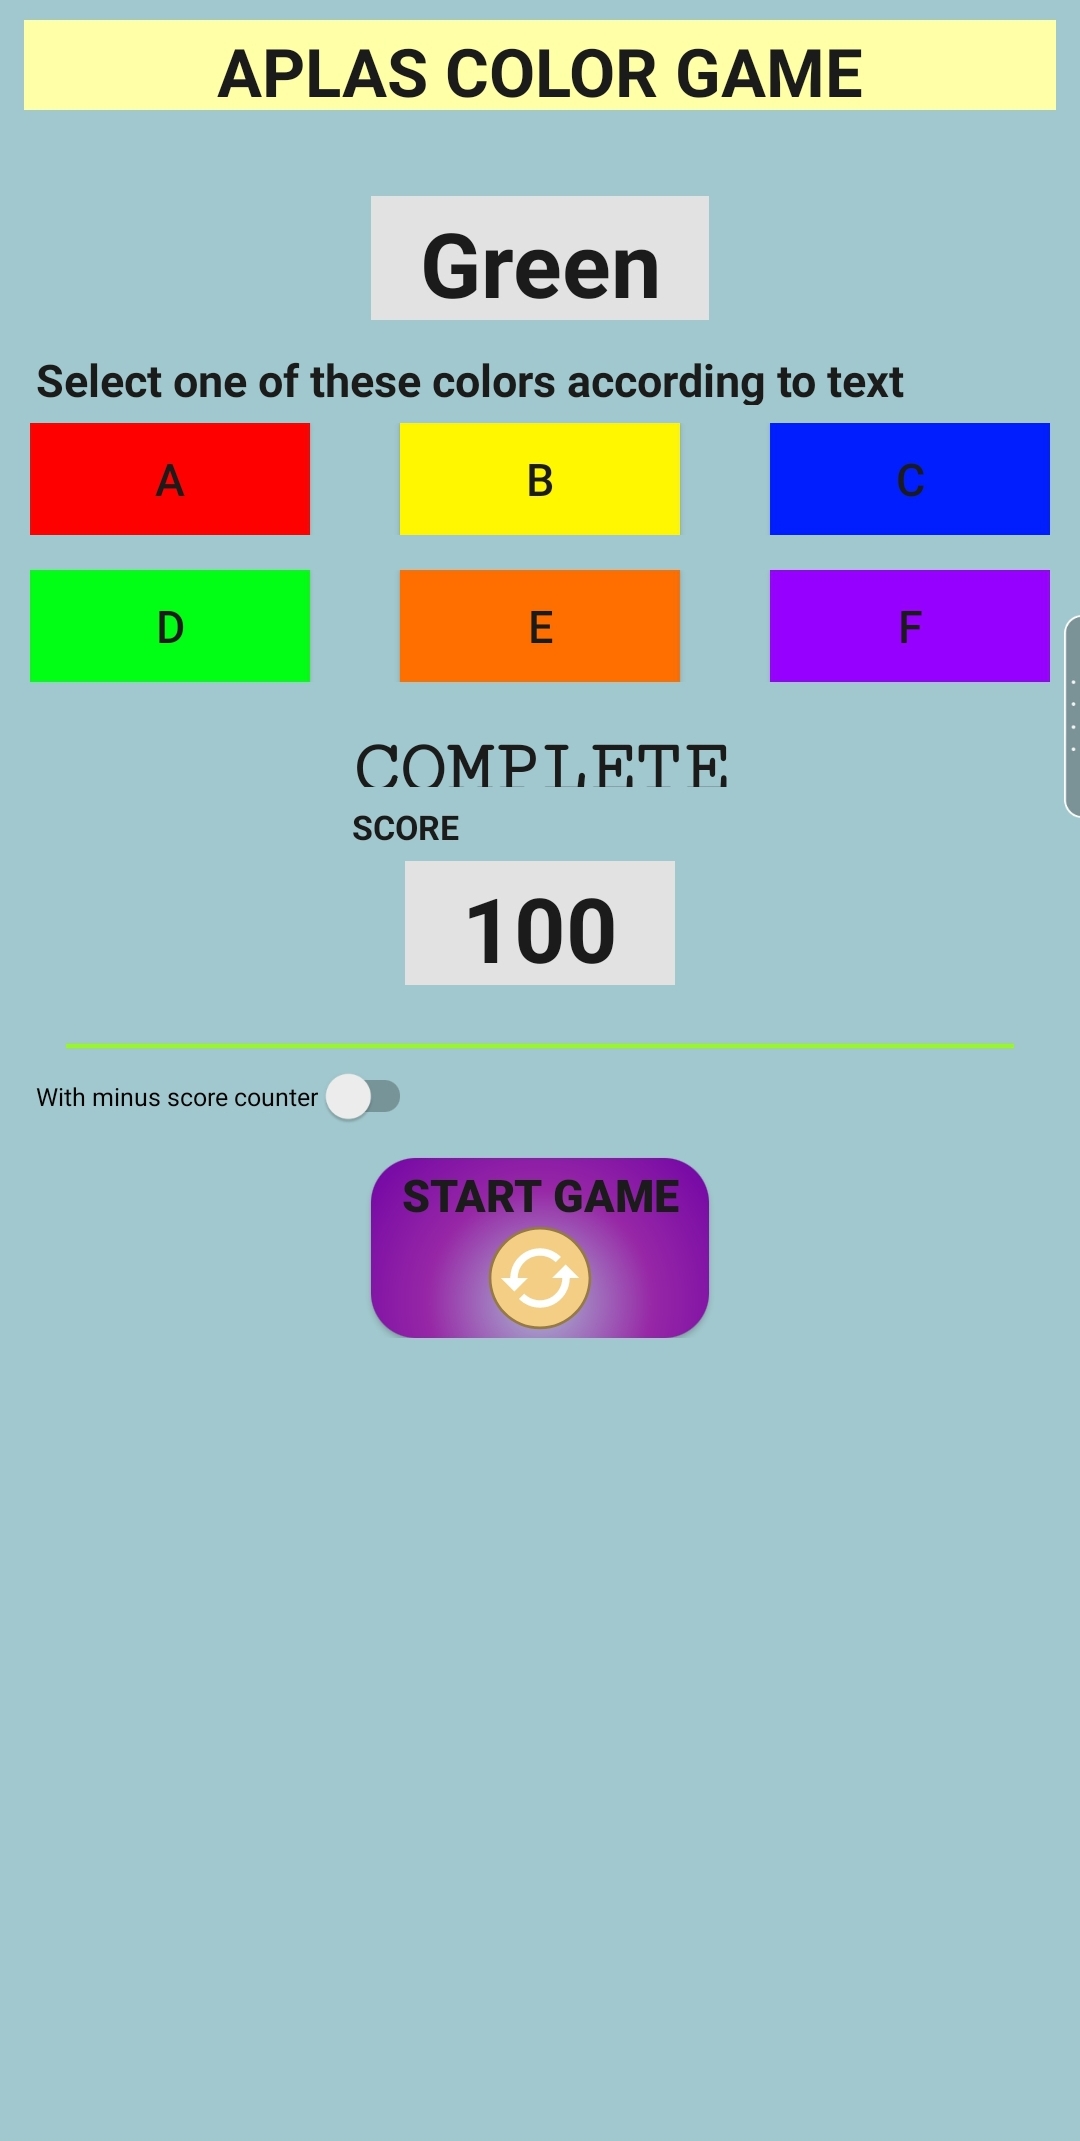 APLAS COLOR GAME
Green
Select one of these colors according to text
A B C
D E F
COMPLETE
SCORE
100
With minus score counter
START GAME